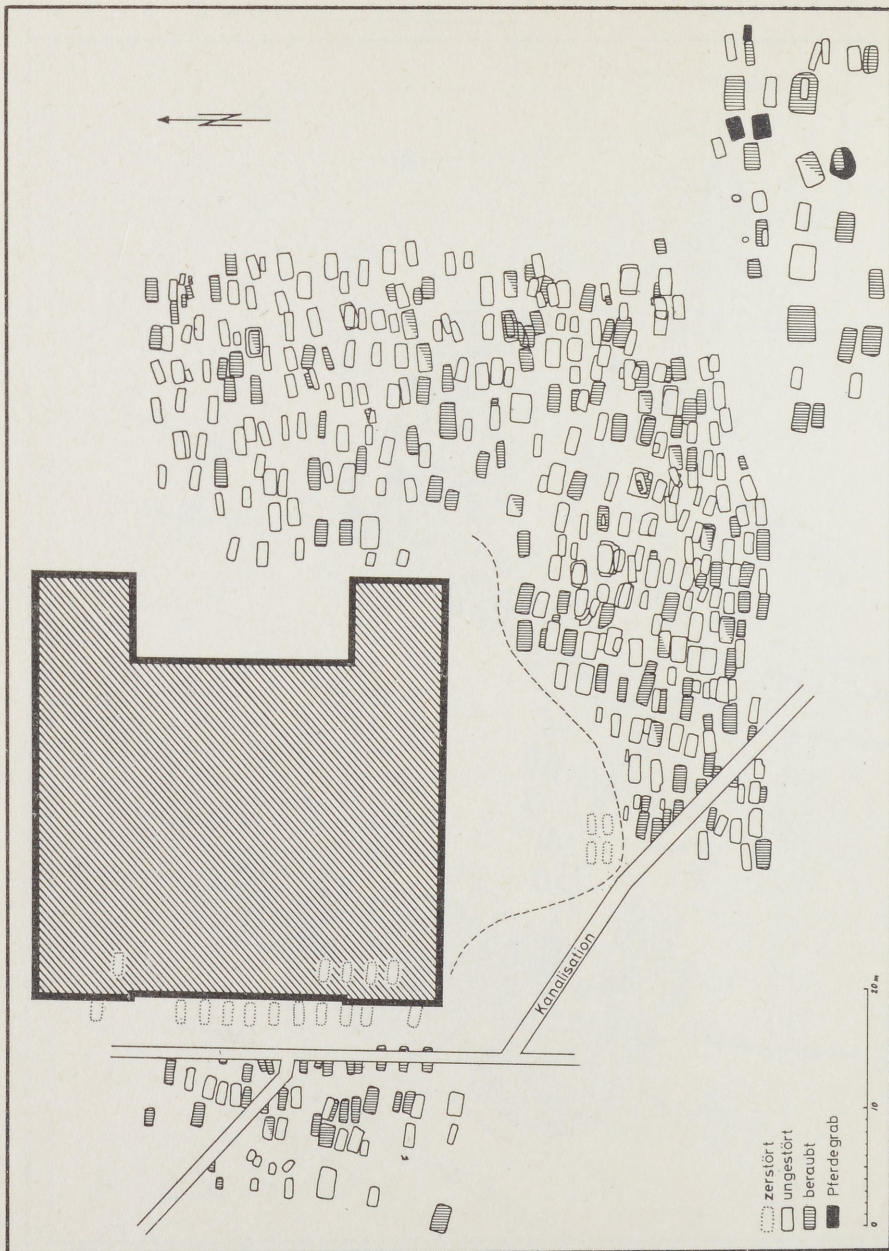 Kanalisation
zerstört
ungestört
beraubt
Pferdegrab
0 10 20 m